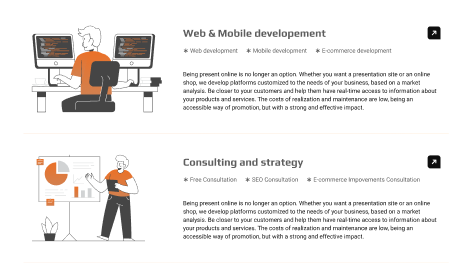 Web & Mobile developement
✳ Web development ✳ Mobile development ✳ E-commerce development
Being present online is no longer an option. Whether you want a presentation site or an online
shop, we develop platforms customized to the needs of your business, based on a market
analysis. Be closer to your customers and help them have real-time access to information about
your products and services. The costs of realization and maintenance are low, being an
accessible way of promotion, but with a strong and effective impact.
Consulting and strategy
✳ Free Consultation ✳ SEO Consultation ✳ E-commerce Impovements Consultation
Being present online is no longer an option. Whether you want a presentation site or an online
shop, we develop platforms customized to the needs of your business, based on a market
analysis. Be closer to your customers and help them have real-time access to information about
your products and services. The costs of realization and maintenance are low, being an
accessible way of promotion, but with a strong and effective impact.